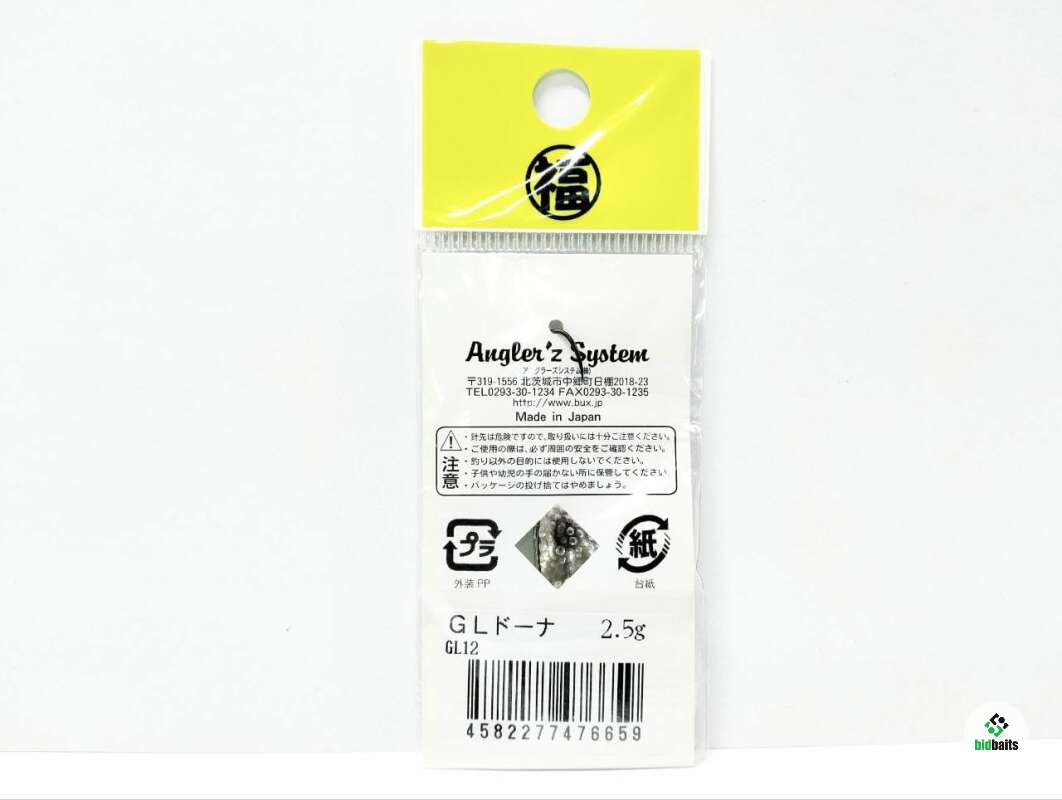 福
Angler'z System
アングラーズシステム㈱
〒319-1556 北茨城市中郷町日棚2018-23
TEL0293-30-1234 FAX0293-30-1235
http://www.bux.jp
Made in Japan
・針先は危険ですので、取り扱いには十分ご注意ください。
・ご使用の際は、必ず周囲の安全をご確認ください。
・釣り以外の目的には使用しないでください。
・子供や幼児の手の届かない所に保管してください。
・パッケージの投げ捨てはやめましょう。
注意
プラ
外装 PP
紙
台紙
GLドーナ 2.5g
GL12
4582277476659
bidbaits